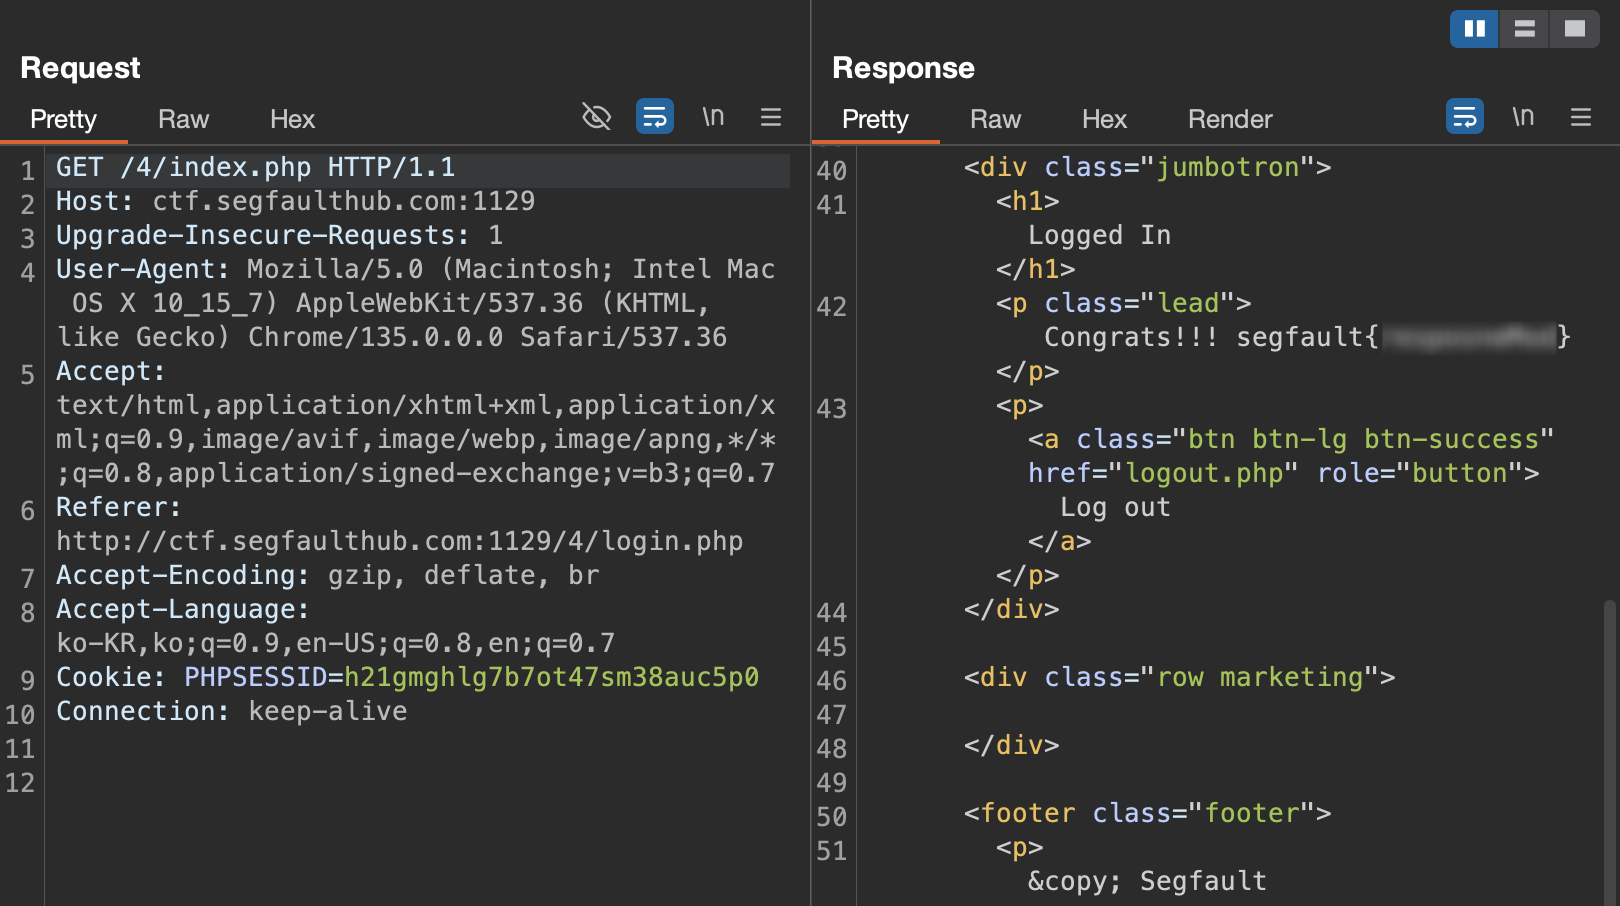 Request
Pretty Raw Hex \n
1 GET /4/index.php HTTP/1.1
2 Host: ctf.segfaulthub.com:1129
3 Upgrade-Insecure-Requests: 1
4 User-Agent: Mozilla/5.0 (Macintosh; Intel Mac
OS X 10_15_7) AppleWebKit/537.36 (KHTML,
like Gecko) Chrome/135.0.0.0 Safari/537.36
5 Accept:
text/html,application/xhtml+xml,application/x
ml;q=0.9,image/avif,image/webp,image/apng,*/*
;q=0.8,application/signed-exchange;v=b3;q=0.7
6 Referer:
http://ctf.segfaulthub.com:1129/4/login.php
7 Accept-Encoding: gzip, deflate, br
8 Accept-Language:
ko-KR,ko;q=0.9,en-US;q=0.8,en;q=0.7
9 Cookie: PHPSESSID=h21gmghlg7b7ot47sm38auc5p0
10 Connection: keep-alive
11
12
Response
Pretty Raw Hex Render \n
40 <div class="jumbotron">
41 <h1>
Logged In
</h1>
42 <p class="lead">
Congrats!!! segfault{ }
</p>
43 <p>
<a class="btn btn-lg btn-success"
href="logout.php" role="button">
Log out
</a>
</p>
44 </div>
45
46 <div class="row marketing">
47
48 </div>
49
50 <footer class="footer">
51 <p>
&copy; Segfault